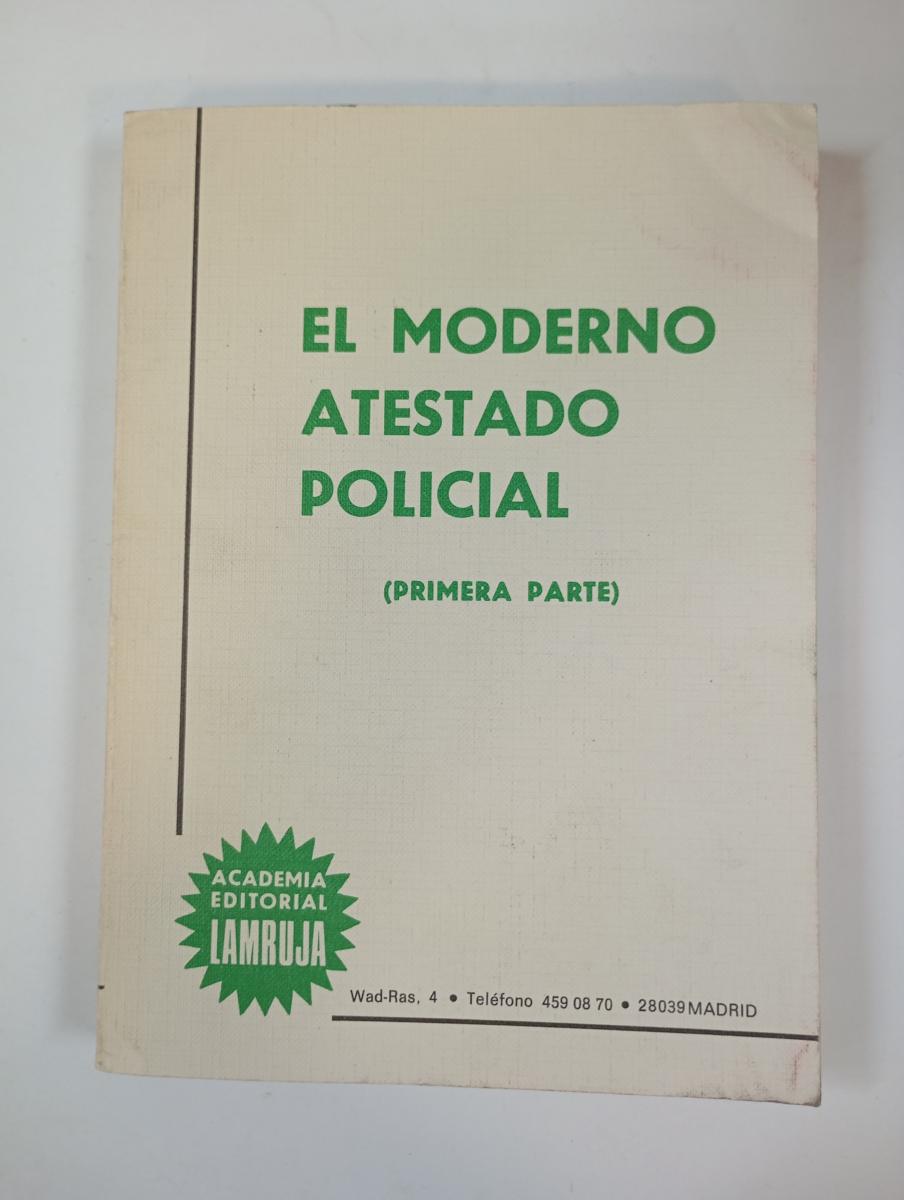 EL MODERNO
ATESTADO
POLICIAL
(PRIMERA PARTE)
ACADEMIA
EDITORIAL
LAMRUJA
Wad-Ras, 4 • Teléfono 459 08 70 • 28039 MADRID